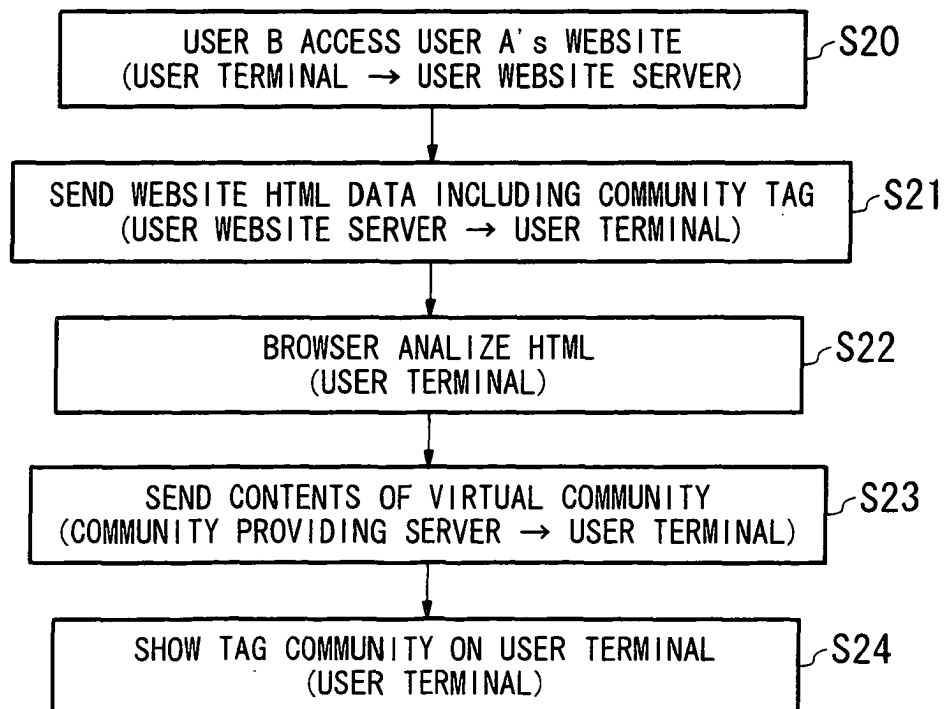 USER B ACCESS USER A's WEBSITE
(USER TERMINAL → USER WEBSITE SERVER)
S20
SEND WEBSITE HTML DATA INCLUDING COMMUNITY TAG
(USER WEBSITE SERVER → USER TERMINAL)
S21
BROWSER ANALIZE HTML
(USER TERMINAL)
S22
SEND CONTENTS OF VIRTUAL COMMUNITY
(COMMUNITY PROVIDING SERVER → USER TERMINAL)
S23
SHOW TAG COMMUNITY ON USER TERMINAL
(USER TERMINAL)
S24